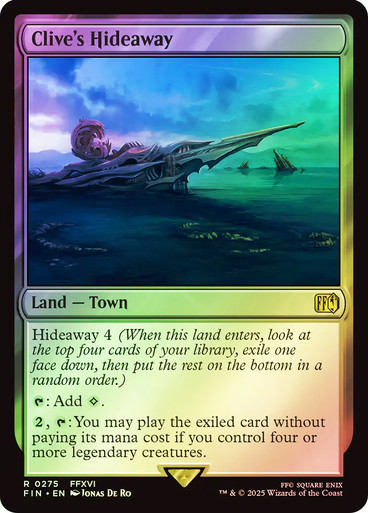 Clive's Hideaway
Land — Town
FF
Hideaway 4 (When this land enters, look at
the top four cards of your library, exile one
face down, then put the rest on the bottom in a
random order.)
: Add .
2, : You may play the exiled card without
paying its mana cost if you control four or
more legendary creatures.
R 0275 FFXVI
FIN • EN Jonas De Ro
FF© SQUARE ENIX
™ & © 2025 Wizards of the Coast